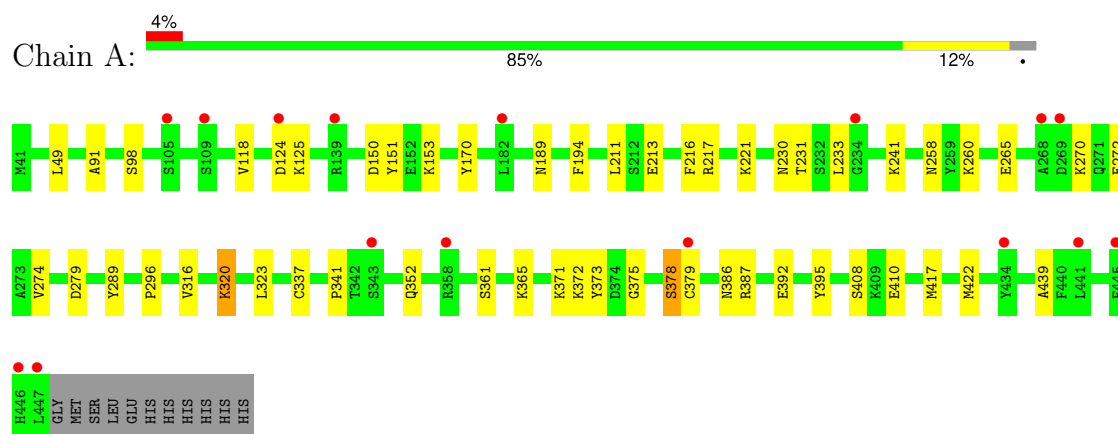 4%
Chain A:
85% 12% •
M41 L49 A91 S98 S105 S109 V118 D124 K125 R139 D150 Y151 E152 K153 Y170 L182 N189 F194 L211 S212 E213 F216 R217 K221 N230 T231 S232 L233 G234 K241 N258 Y259 K260 E265 A268 D269 K270 Q271
A273 V274 D279 Y289 P296 V316 K320 L323 C337 P341 T342 S343 Q352 R358 S361 K365 K371 K372 Y373 D374 G375 S378 C379 N386 R387 E392 Y395 S408 K409 E410 M417 M422 Y434 A439 F440 L441
H446 L447 GLY MET SER LEU GLU HIS HIS HIS HIS HIS HIS